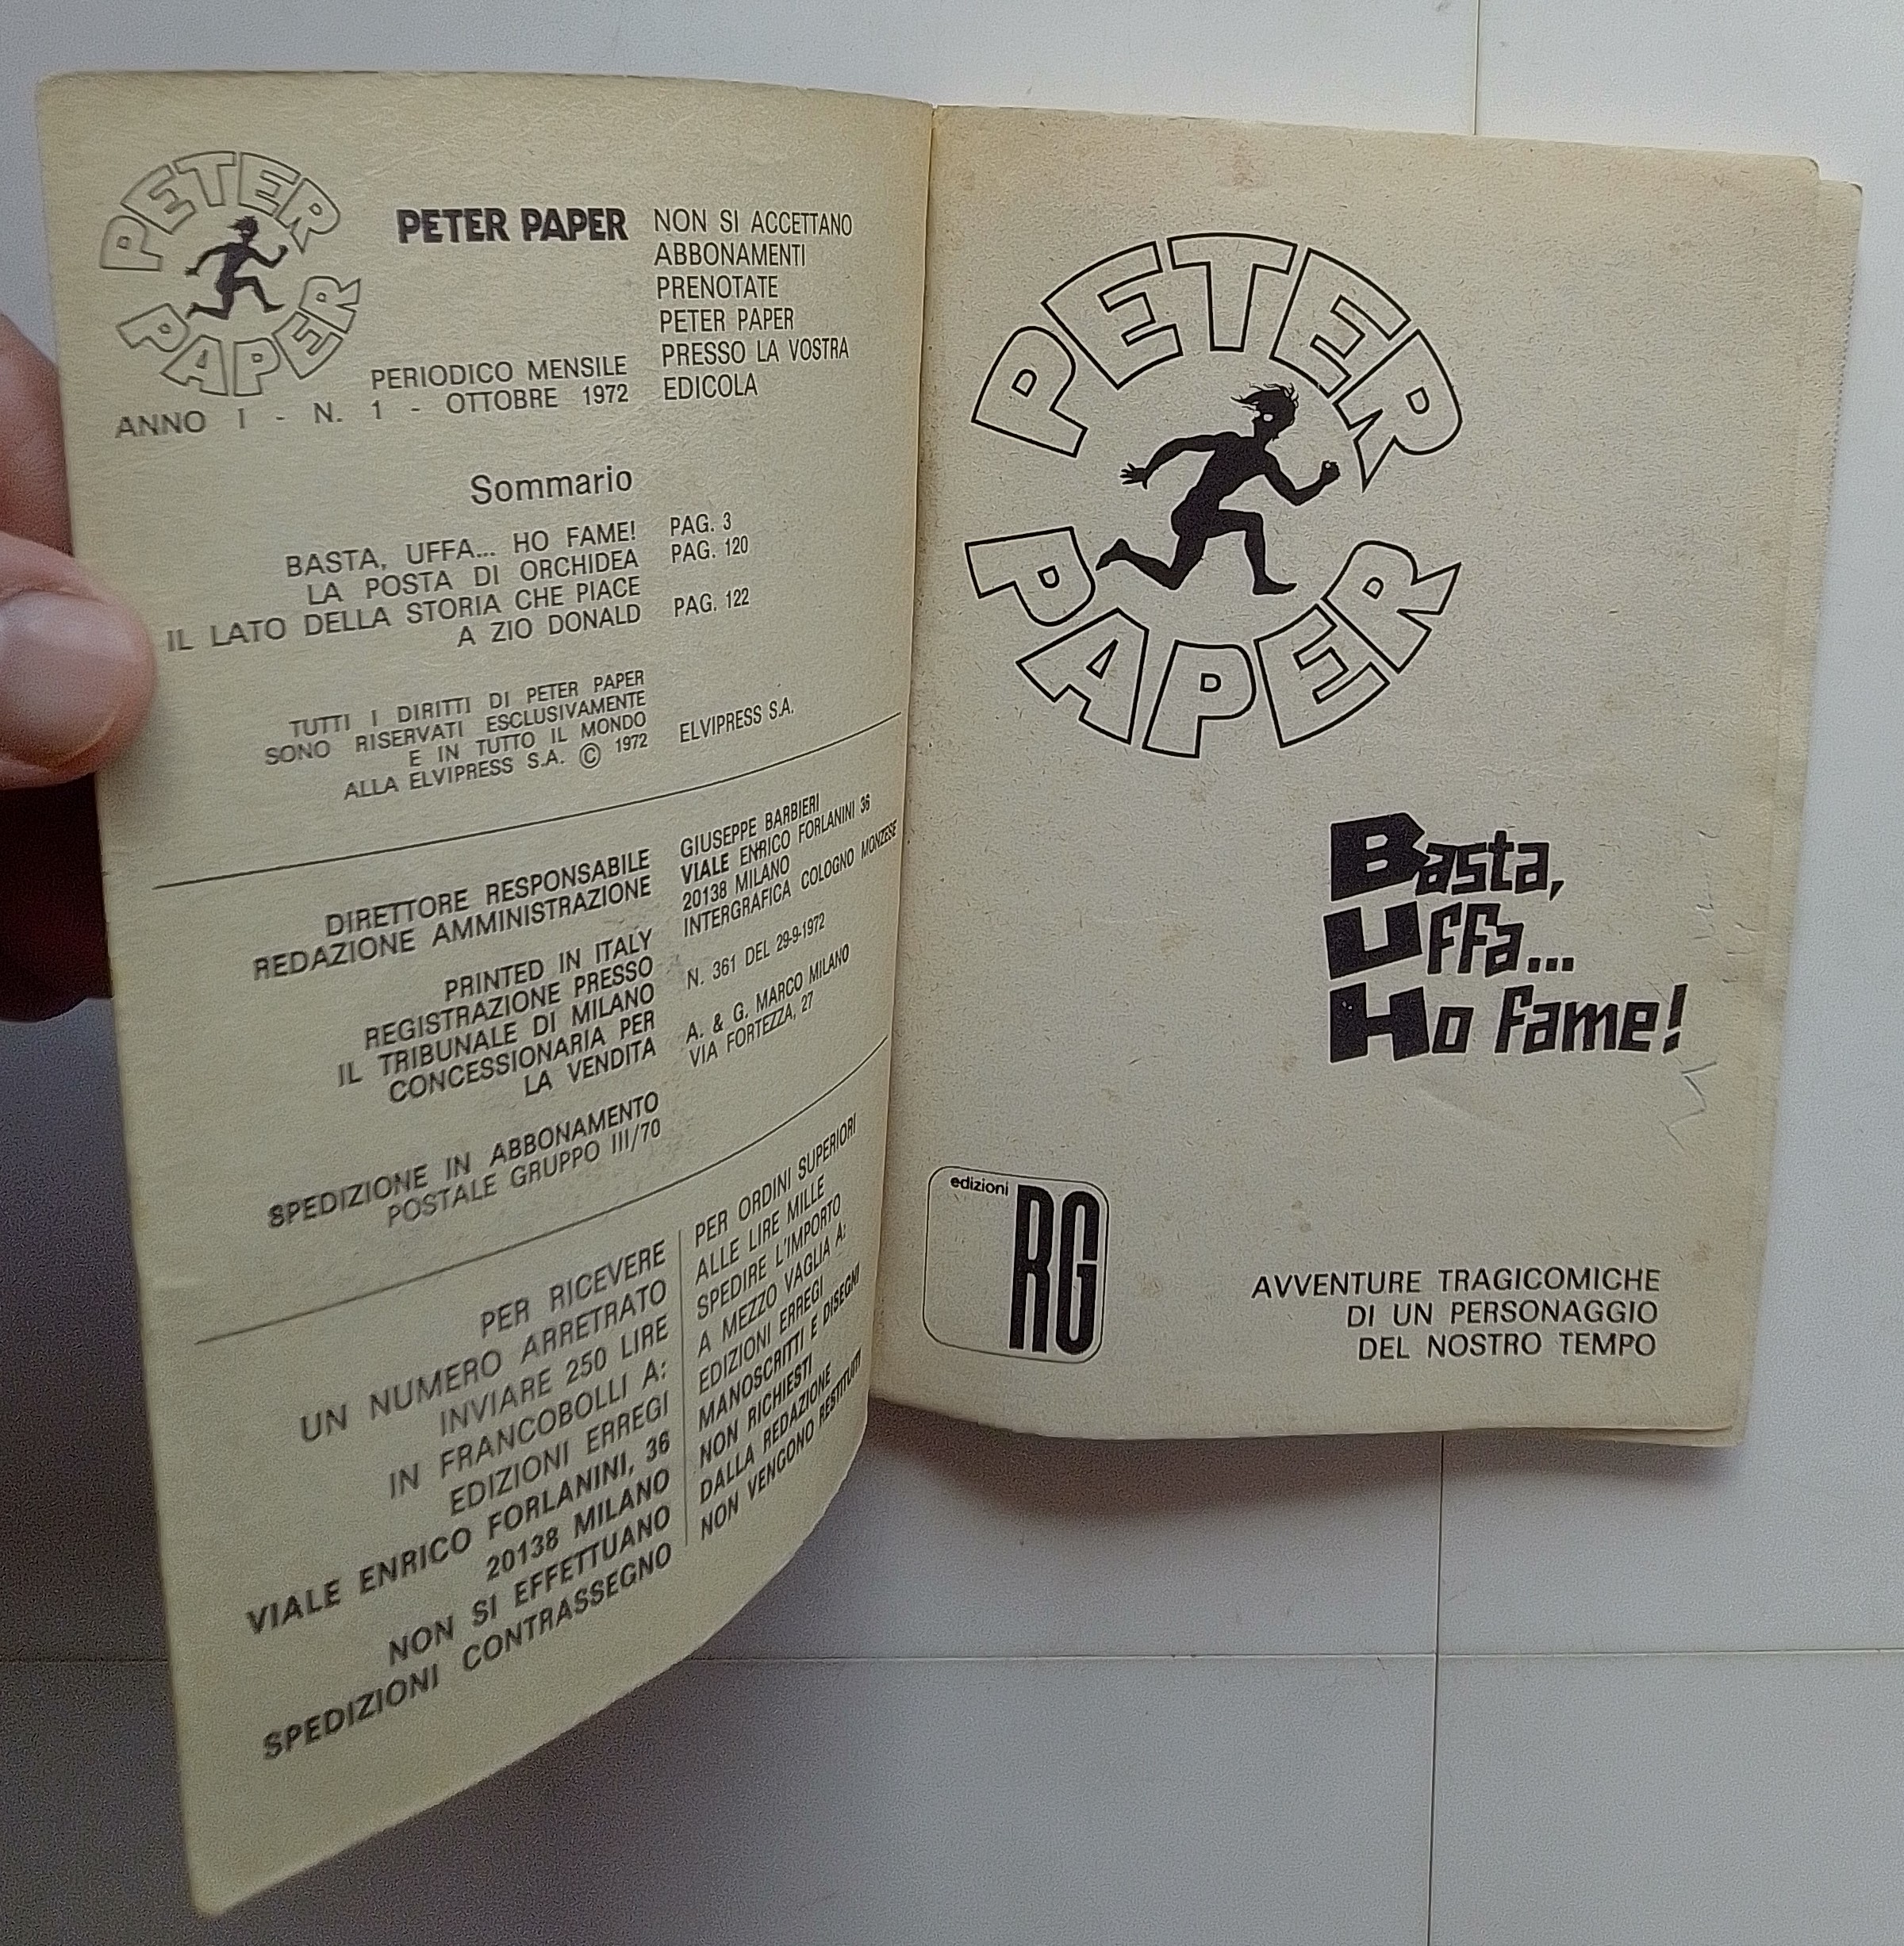 PETER
PAPER
PETER PAPER
PERIODICO MENSILE
ANNO I - N. 1 - OTTOBRE 1972
NON SI ACCETTANO
ABBONAMENTI
PRENOTATE
PETER PAPER
PRESSO LA VOSTRA
EDICOLA
Sommario
BASTA, UFFA... HO FAME! PAG. 3
LA POSTA DI ORCHIDEA PAG. 120
IL LATO DELLA STORIA CHE PIACE
A ZIO DONALD PAG. 122
TUTTI I DIRITTI DI PETER PAPER
SONO RISERVATI ESCLUSIVAMENTE
E IN TUTTO IL MONDO
ALLA ELVIPRESS S.A. © 1972 ELVIPRESS S.A.
DIRETTORE RESPONSABILE GIUSEPPE BARBIERI
REDAZIONE AMMINISTRAZIONE VIALE ENRICO FORLANINI 36
20138 MILANO
PRINTED IN ITALY INTERGRAFICA COLOGNO MONZESE
REGISTRAZIONE PRESSO
IL TRIBUNALE DI MILANO N. 361 DEL 29-9-1972
CONCESSIONARIA PER
LA VENDITA A. & G. MARCO MILANO
VIA FORTEZZA, 27
SPEDIZIONE IN ABBONAMENTO
POSTALE GRUPPO III/70
PER RICEVERE
UN NUMERO ARRETRATO
INVIARE 250 LIRE
IN FRANCOBOLLI A:
EDIZIONI ERREGI
VIALE ENRICO FORLANINI, 36
20138 MILANO
NON SI EFFETTUANO
SPEDIZIONI CONTRASSEGNO
PER ORDINI SUPERIORI
ALLE LIRE MILLE
SPEDIRE L'IMPORTO
A MEZZO VAGLIA A:
EDIZIONI ERREGI
MANOSCRITTI E DISEGNI
NON RICHIESTI
DALLA REDAZIONE
NON VENGONO RESTITUITI
PETER
PAPER
Basta,
Uffa...
Ho fame!
edizioni
RG
AVVENTURE TRAGICOMICHE
DI UN PERSONAGGIO
DEL NOSTRO TEMPO